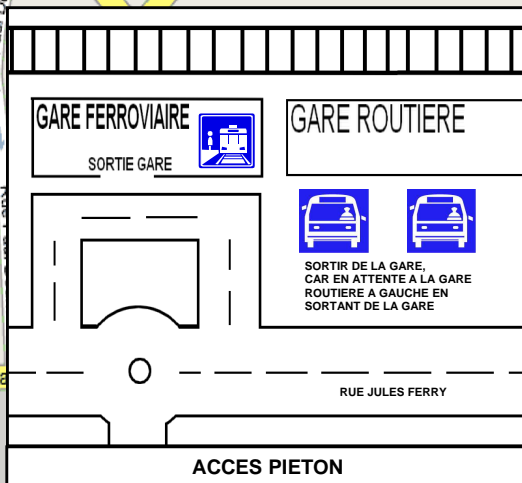 GARE FERROVIAIRE
SORTIE GARE
GARE ROUTIERE
SORTIR DE LA GARE,
CAR EN ATTENTE A LA GARE
ROUTIERE A GAUCHE EN
SORTANT DE LA GARE
RUE JULES FERRY
ACCES PIETON